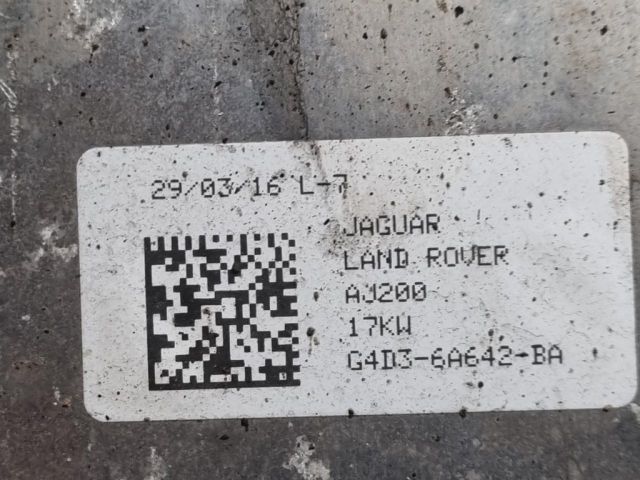 29/03/16 L-7
JAGUAR
LAND ROVER
AJ200
17KW
G4D3-6A642-BA